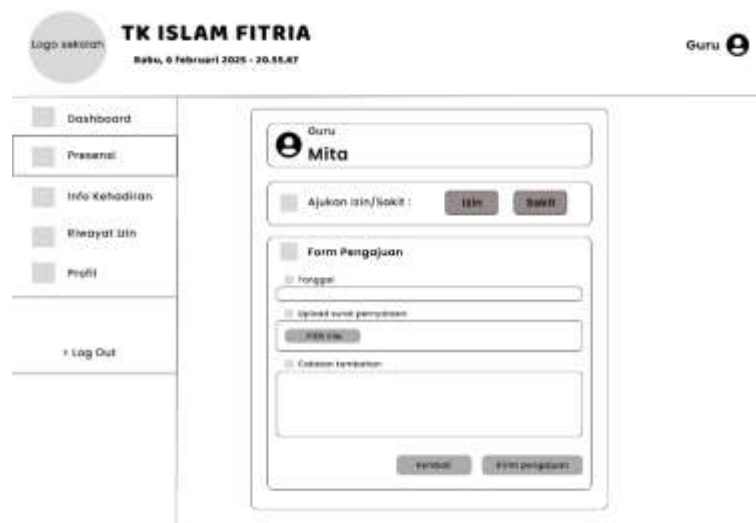 Logo sekolah
TK ISLAM FITRIA
Rabu, 6 Februari 2025 - 20.55.67
Guru
Dashboard
Presensi
Info Kehadiran
Riwayat Izin
Profil
> Log Out
Guru
Mita
Ajukan Izin/Sakit :
Izin
Sakit
Form Pengajuan
Tanggal
Upload surat pernyataan
Pilih File
Catatan tambahan
Kembali
Kirim pengajuan